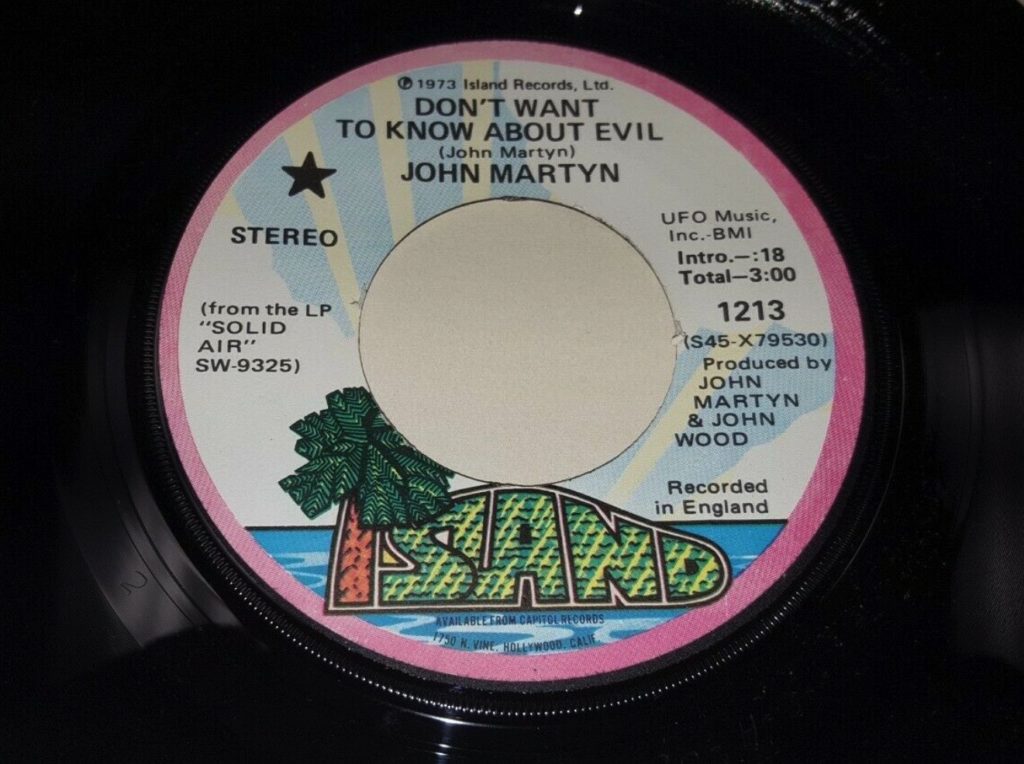 ℗ 1973 Island Records, Ltd.
DON'T WANT
TO KNOW ABOUT EVIL
(John Martyn)
JOHN MARTYN
STEREO
(from the LP
"SOLID
AIR"
SW-9325)
UFO Music,
Inc.-BMI
Intro.—:18
Total—3:00
1213
(S45-X79530)
Produced by
JOHN
MARTYN
& JOHN
WOOD
Recorded
in England
ISLAND
AVAILABLE FROM CAPITOL RECORDS
1750 N. VINE, HOLLYWOOD, CALIF.